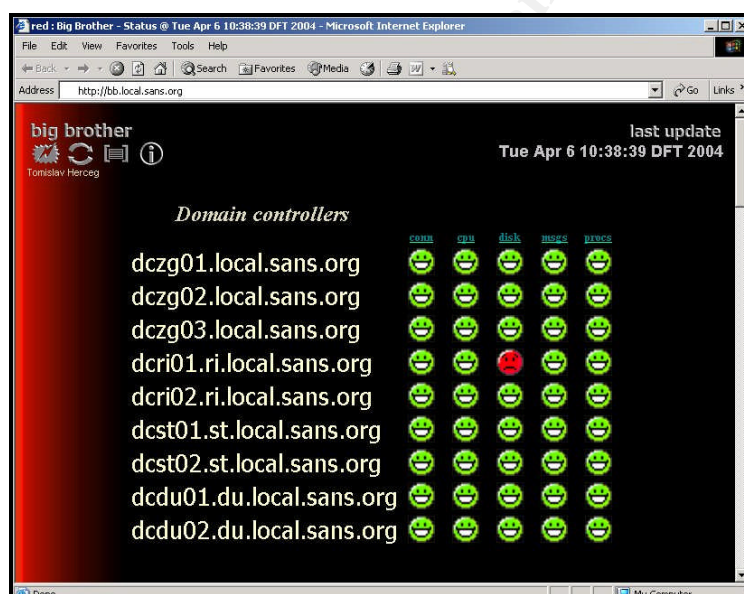 red : Big Brother - Status @ Tue Apr 6 10:38:39 DFT 2004 - Microsoft Internet Explorer
File Edit View Favorites Tools Help
Back Search Favorites Media
Address http://bb.local.sans.org Go Links
big brother
last update
Tue Apr 6 10:38:39 DFT 2004
Tomislav Herceg
Domain controllers
conn cpu disk msgs procs
dczg01.local.sans.org
dczg02.local.sans.org
dczg03.local.sans.org
dcri01.ri.local.sans.org
dcri02.ri.local.sans.org
dcst01.st.local.sans.org
dcst02.st.local.sans.org
dcdu01.du.local.sans.org
dcdu02.du.local.sans.org
Done My Computer